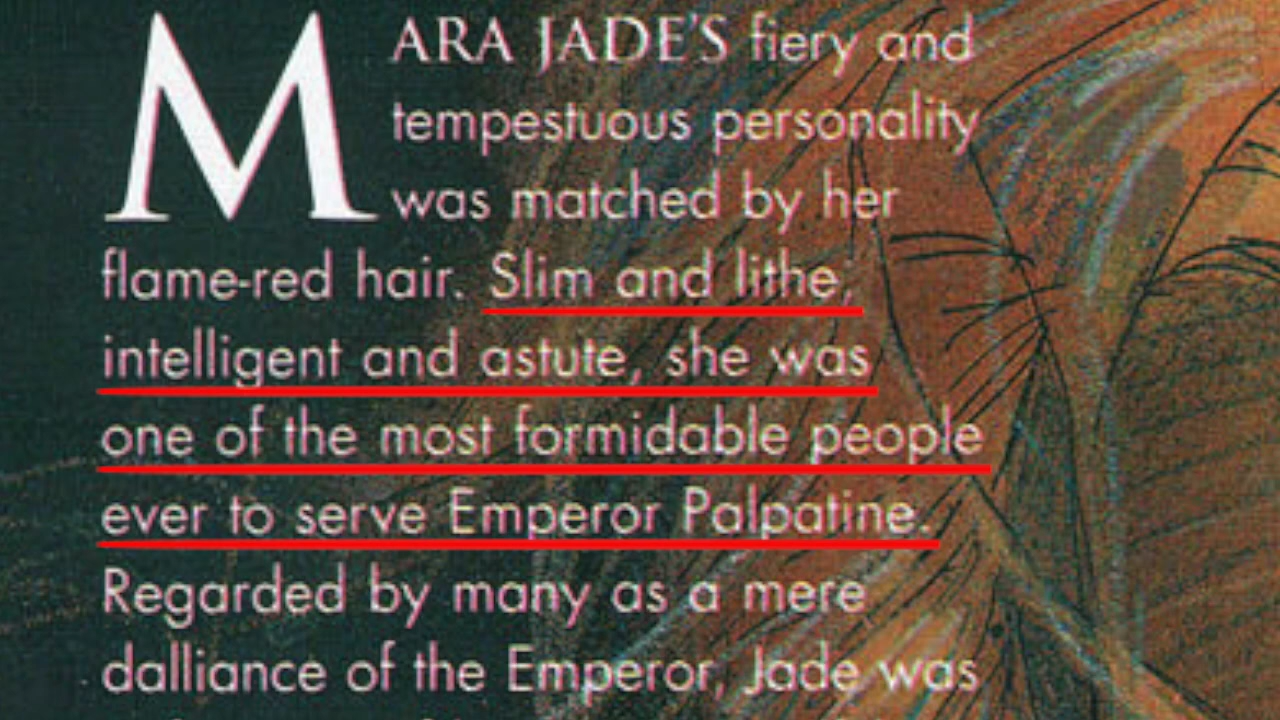 MARA JADE'S fiery and
tempestuous personality
was matched by her
flame-red hair. Slim and lithe,
intelligent and astute, she was
one of the most formidable people
ever to serve Emperor Palpatine.
Regarded by many as a mere
dalliance of the Emperor, Jade was